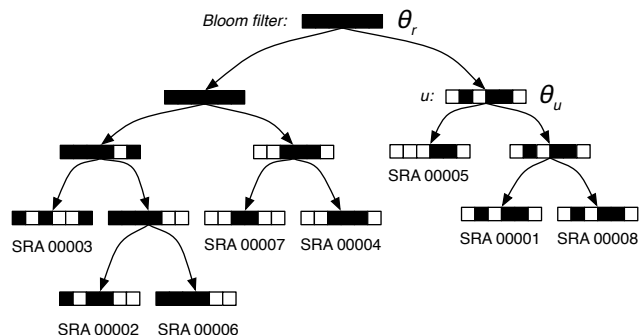 Bloom filter: θr
u: θu
SRA 00005
SRA 00003
SRA 00007 SRA 00004
SRA 00001 SRA 00008
SRA 00002 SRA 00006